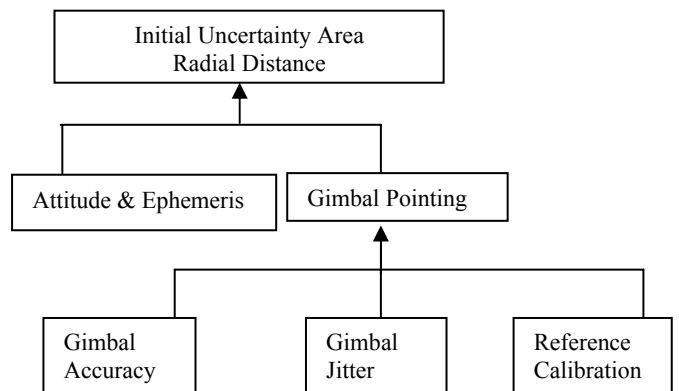 Initial Uncertainty Area
Radial Distance
Attitude & Ephemeris
Gimbal Pointing
Gimbal
Accuracy
Gimbal
Jitter
Reference
Calibration